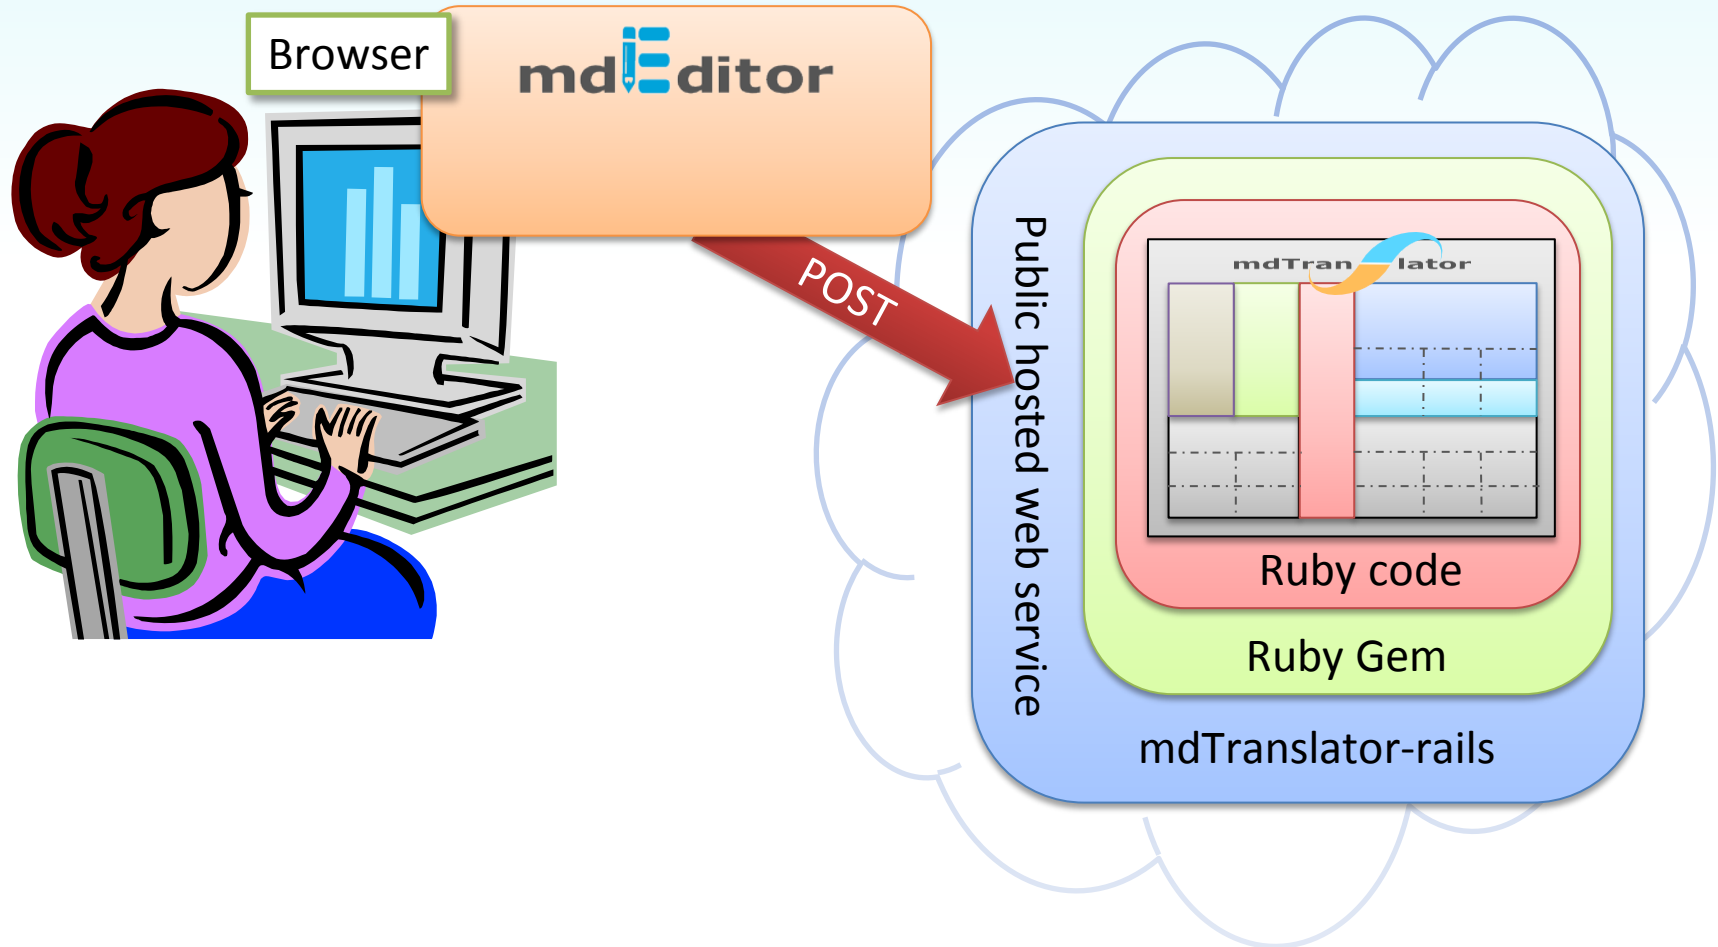 Browser
mdEditor
POST
Public hosted web service
mdTranslator
Ruby code
Ruby Gem
mdTranslator-rails